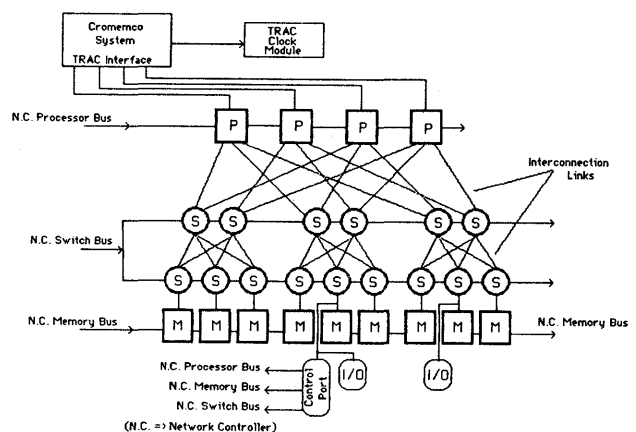 Cromemco
System
TRAC Interface
TRAC
Clock
Module
N.C. Processor Bus
P P P P
Interconnection
Links
S S S S S S
N.C. Switch Bus
S S S S S S S S S
N.C. Memory Bus
M M M M M M M M M
N.C. Memory Bus
N.C. Processor Bus
N.C. Memory Bus
N.C. Switch Bus
Control
Port
I/O
I/O
(N.C. => Network Controller)